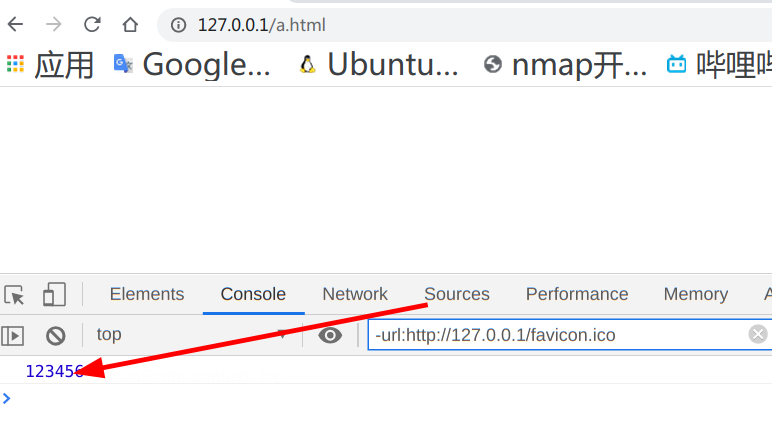 127.0.0.1/a.html
应用 Google... Ubuntu... nmap开... 哔哩哔
Elements Console Network Sources Performance Memory
top -url:http://127.0.0.1/favicon.ico
123456